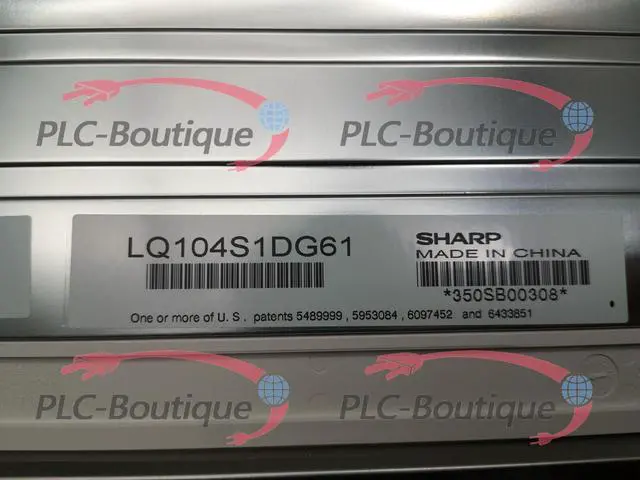 PLC-Boutique
PLC-Boutique
LQ104S1DG61
SHARP
MADE IN CHINA
*350SB00308*
One or more of U. S. patents 5489999 , 5953084 , 6097452 and 6433851
PLC-Boutique
PLC-Boutique